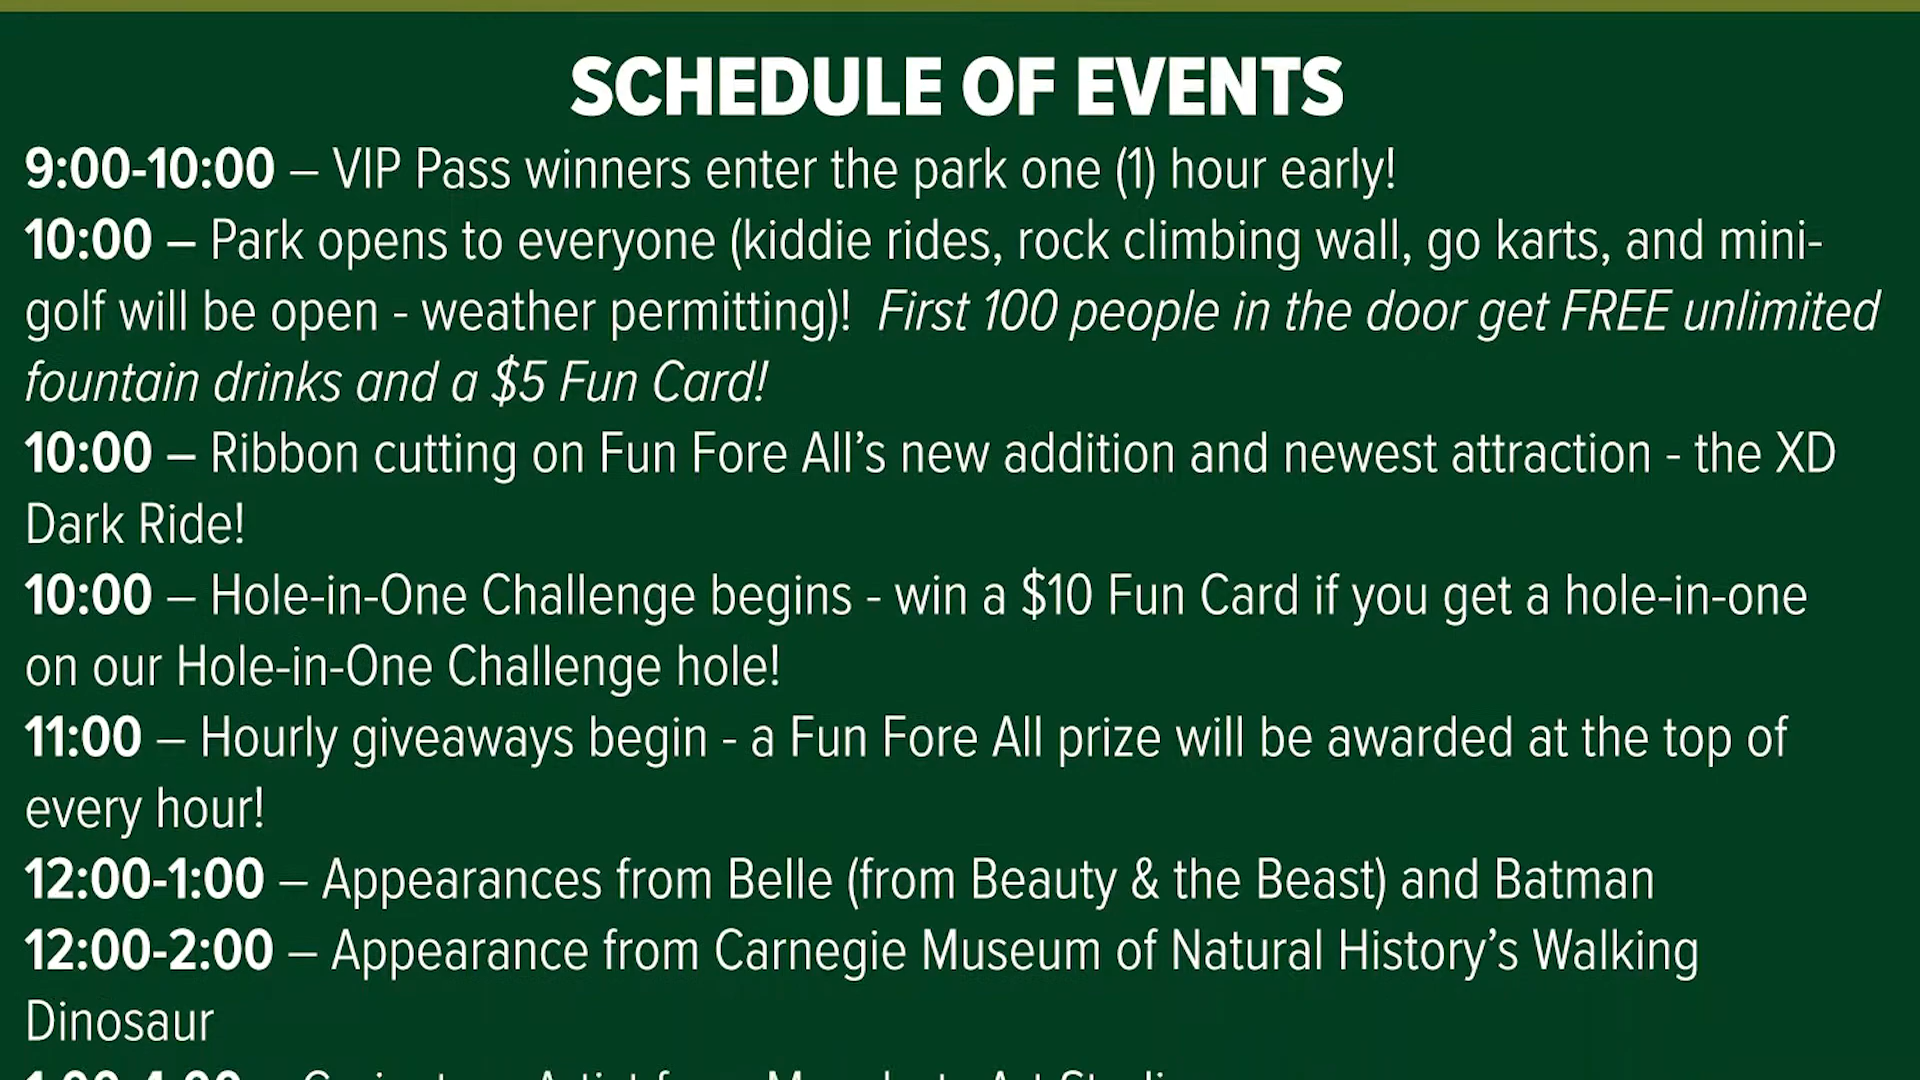 SCHEDULE OF EVENTS
9:00-10:00 – VIP Pass winners enter the park one (1) hour early!
10:00 – Park opens to everyone (kiddie rides, rock climbing wall, go karts, and mini-
golf will be open - weather permitting)!  First 100 people in the door get FREE unlimited
fountain drinks and a $5 Fun Card!
10:00 – Ribbon cutting on Fun Fore All’s new addition and newest attraction - the XD
Dark Ride!
10:00 – Hole-in-One Challenge begins - win a $10 Fun Card if you get a hole-in-one
on our Hole-in-One Challenge hole!
11:00 – Hourly giveaways begin - a Fun Fore All prize will be awarded at the top of
every hour!
12:00-1:00 – Appearances from Belle (from Beauty & the Beast) and Batman
12:00-2:00 – Appearance from Carnegie Museum of Natural History’s Walking
Dinosaur
Artist from Art